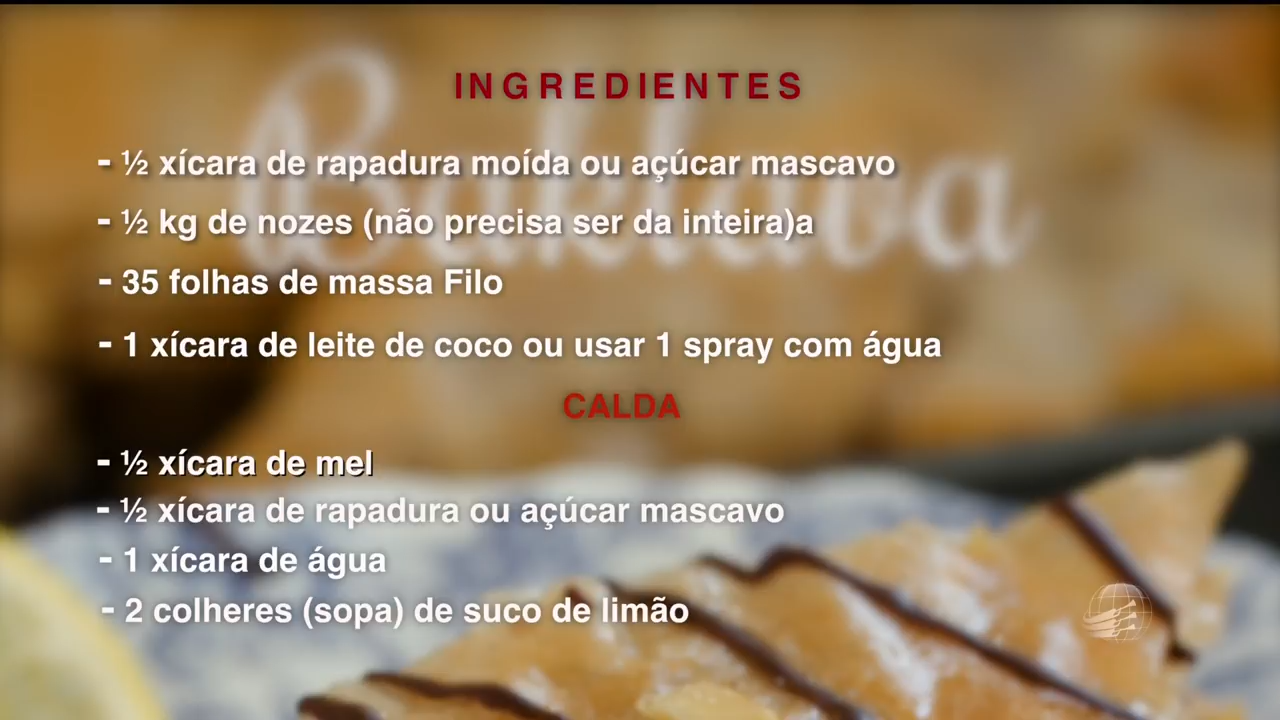 Baklava
INGREDIENTES
- ½ xícara de rapadura moída ou açúcar mascavo
- ½ kg de nozes (não precisa ser da inteira)a
- 35 folhas de massa Filo
- 1 xícara de leite de coco ou usar 1 spray com água
CALDA
- ½ xícara de mel
- ½ xícara de rapadura ou açúcar mascavo
- 1 xícara de água
- 2 colheres (sopa) de suco de limão